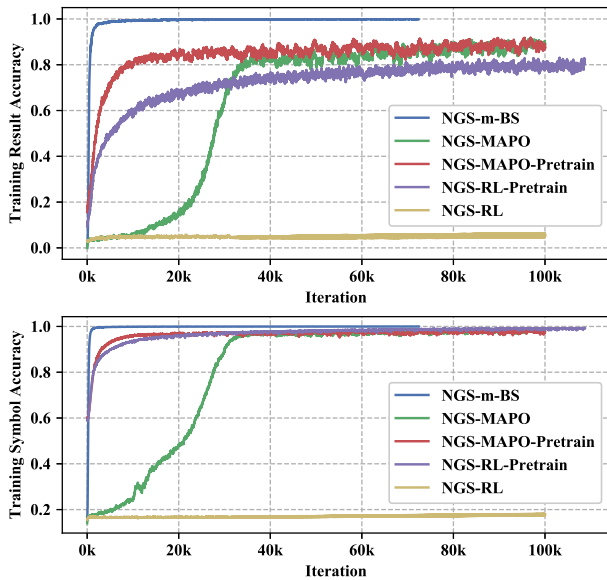 1.0
0.8
0.6
0.4
0.2
0.0
Training Result Accuracy
NGS-m-BS
NGS-MAPO
NGS-MAPO-Pretrain
NGS-RL-Pretrain
NGS-RL
0k 20k 40k 60k 80k 100k
Iteration
1.0
0.8
0.6
0.4
0.2
Training Symbol Accuracy
NGS-m-BS
NGS-MAPO
NGS-MAPO-Pretrain
NGS-RL-Pretrain
NGS-RL
0k 20k 40k 60k 80k 100k
Iteration